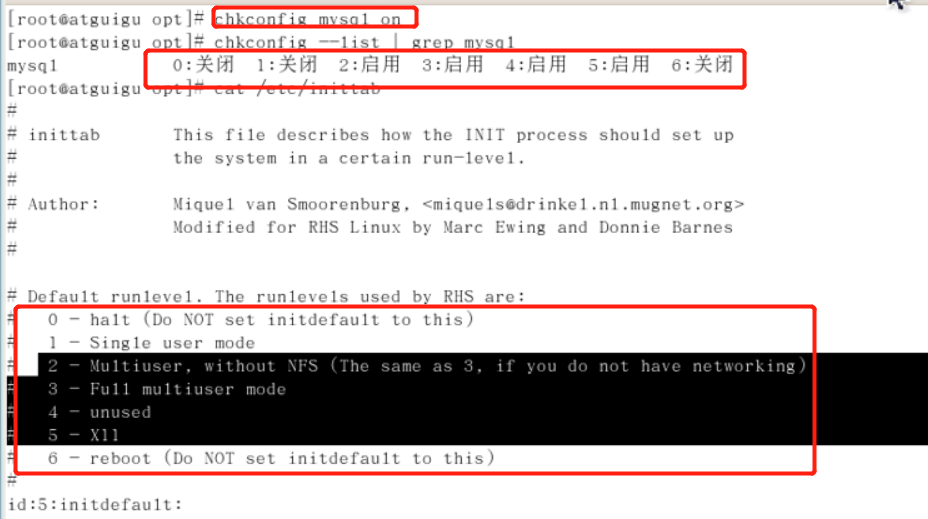 [root@atguigu opt]# chkconfig mysql on
[root@atguigu opt]# chkconfig --list | grep mysql
mysql 0:关闭 1:关闭 2:启用 3:启用 4:启用 5:启用 6:关闭
[root@atguigu opt]# cat /etc/inittab
#
# inittab This file describes how the INIT process should set up
# the system in a certain run-level.
#
# Author: Miquel van Smoorenburg, <miquels@drinkel.nl.mugnet.org>
# Modified for RHS Linux by Marc Ewing and Donnie Barnes
#
# Default runlevel. The runlevels used by RHS are:
# 0 - halt (Do NOT set initdefault to this)
# 1 - Single user mode
# 2 - Multiuser, without NFS (The same as 3, if you do not have networking)
# 3 - Full multiuser mode
# 4 - unused
# 5 - X11
# 6 - reboot (Do NOT set initdefault to this)
#
id:5:initdefault: